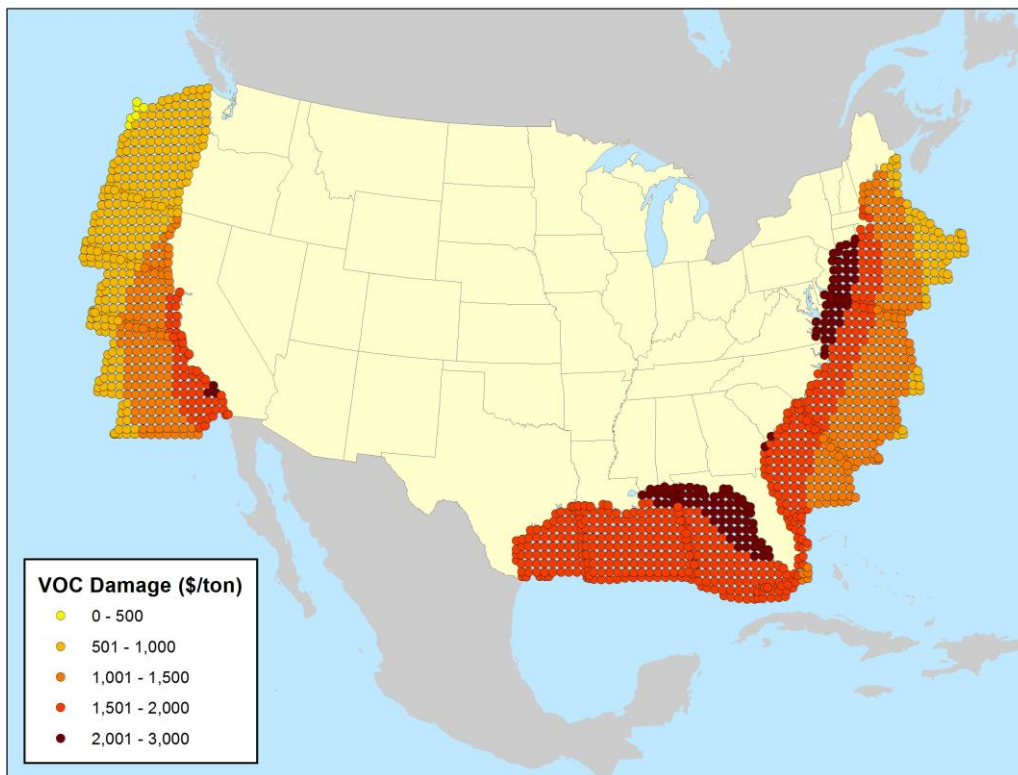 VOC Damage ($/ton)
0 - 500
501 - 1,000
1,001 - 1,500
1,501 - 2,000
2,001 - 3,000